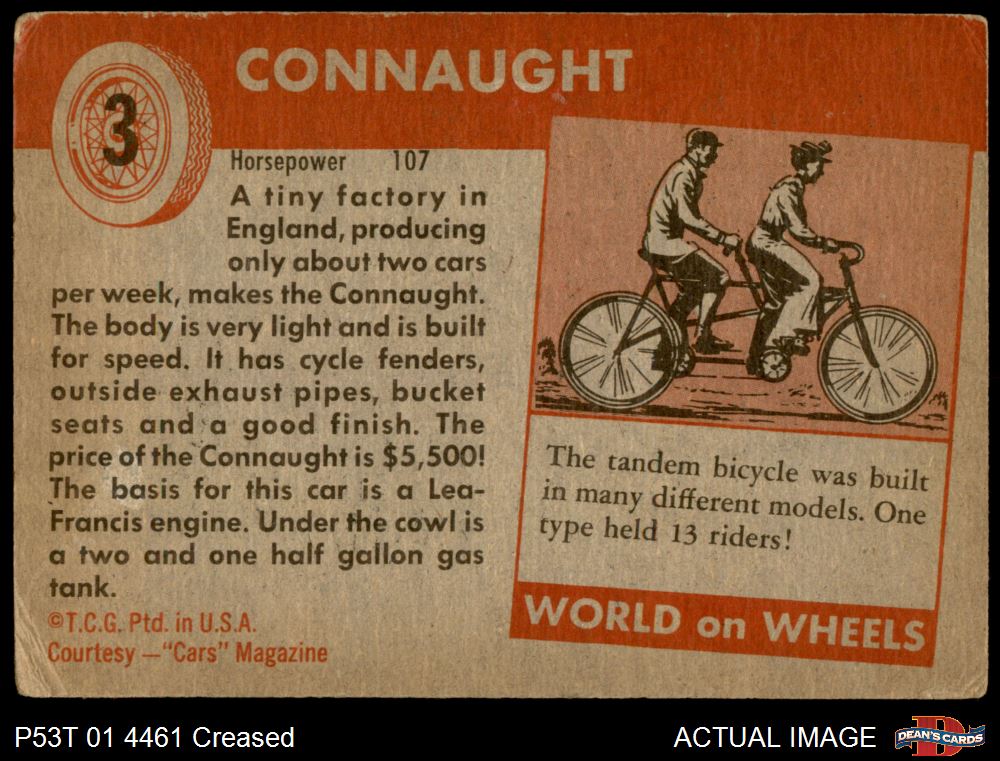 3
CONNAUGHT
Horsepower 107
A tiny factory in
England, producing
only about two cars
per week, makes the Connaught.
The body is very light and is built
for speed. It has cycle fenders,
outside exhaust pipes, bucket
seats and a good finish. The
price of the Connaught is $5,500!
The basis for this car is a Lea-
Francis engine. Under the cowl is
a two and one half gallon gas
tank.
©T.C.G. Ptd. in U.S.A.
Courtesy —"Cars" Magazine
The tandem bicycle was built
in many different models. One
type held 13 riders!
WORLD on WHEELS
P53T 01 4461 Creased
ACTUAL IMAGE
D
DEAN'S CARDS